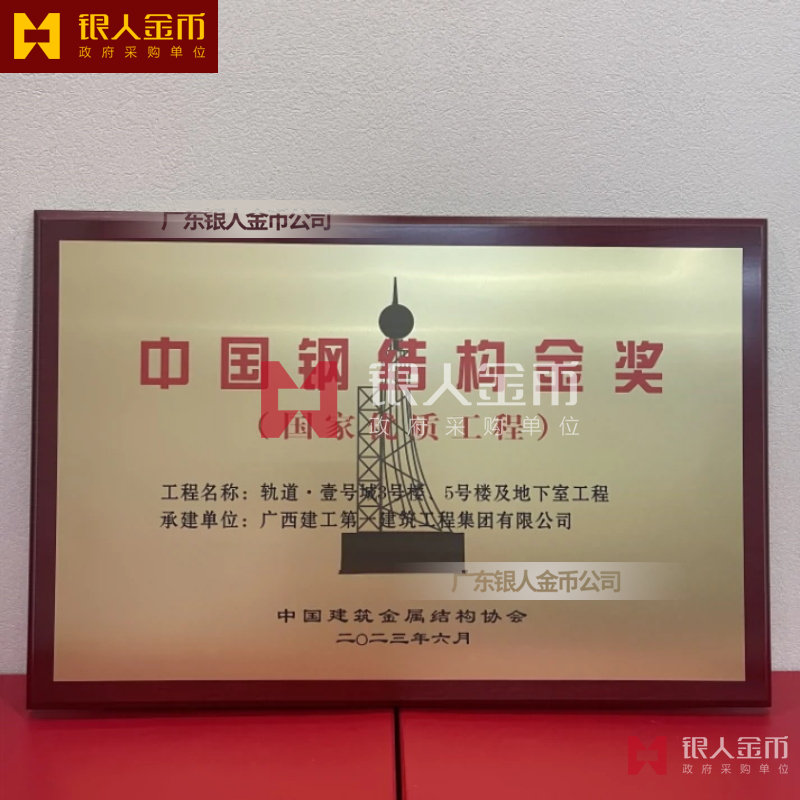 银人金币
政府采购单位
广东银人金币公司
中国钢结构金奖
银人金币
政府采购单位
(国家优质工程)
工程名称：轨道·壹号城3号楼、5号楼及地下室工程
承建单位：广西建工第一建筑工程集团有限公司
广东银人金币公司
中国建筑金属结构协会
二〇二三年六月
银人金币
政府采购单位